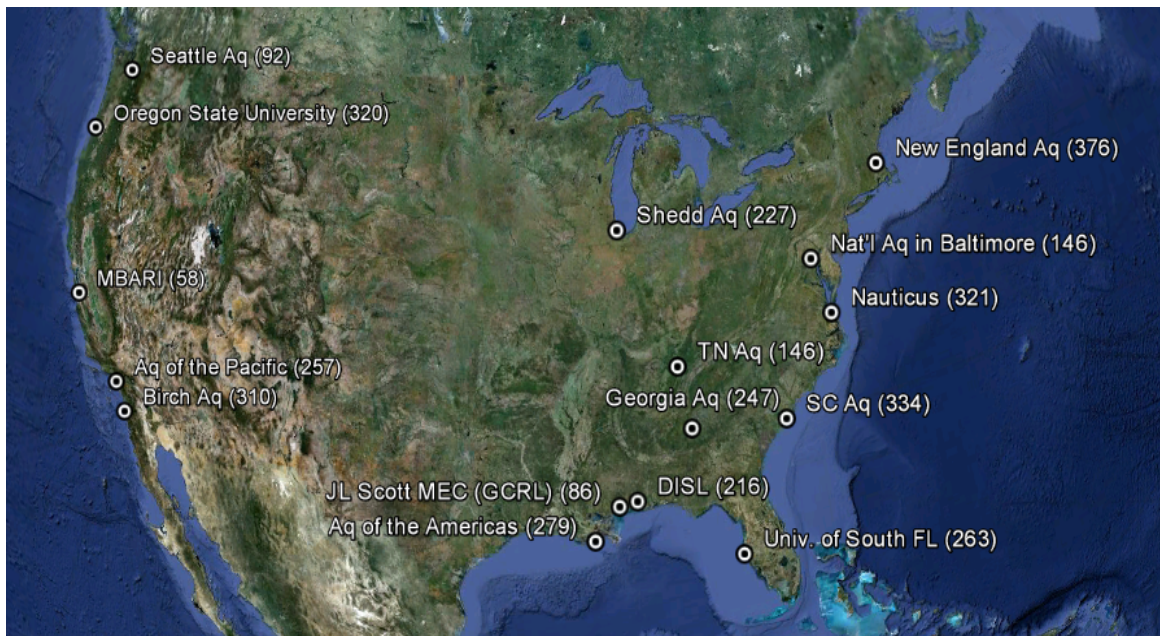 Seattle Aq (92)
Oregon State University (320)
New England Aq (376)
Shedd Aq (227)
Nat'l Aq in Baltimore (146)
MBARI (58)
Nauticus (321)
TN Aq (146)
Aq of the Pacific (257)
Birch Aq (310)
Georgia Aq (247)
SC Aq (334)
JL Scott MEC (GCRL) (86)
DISL (216)
Aq of the Americas (279)
Univ. of South FL (263)